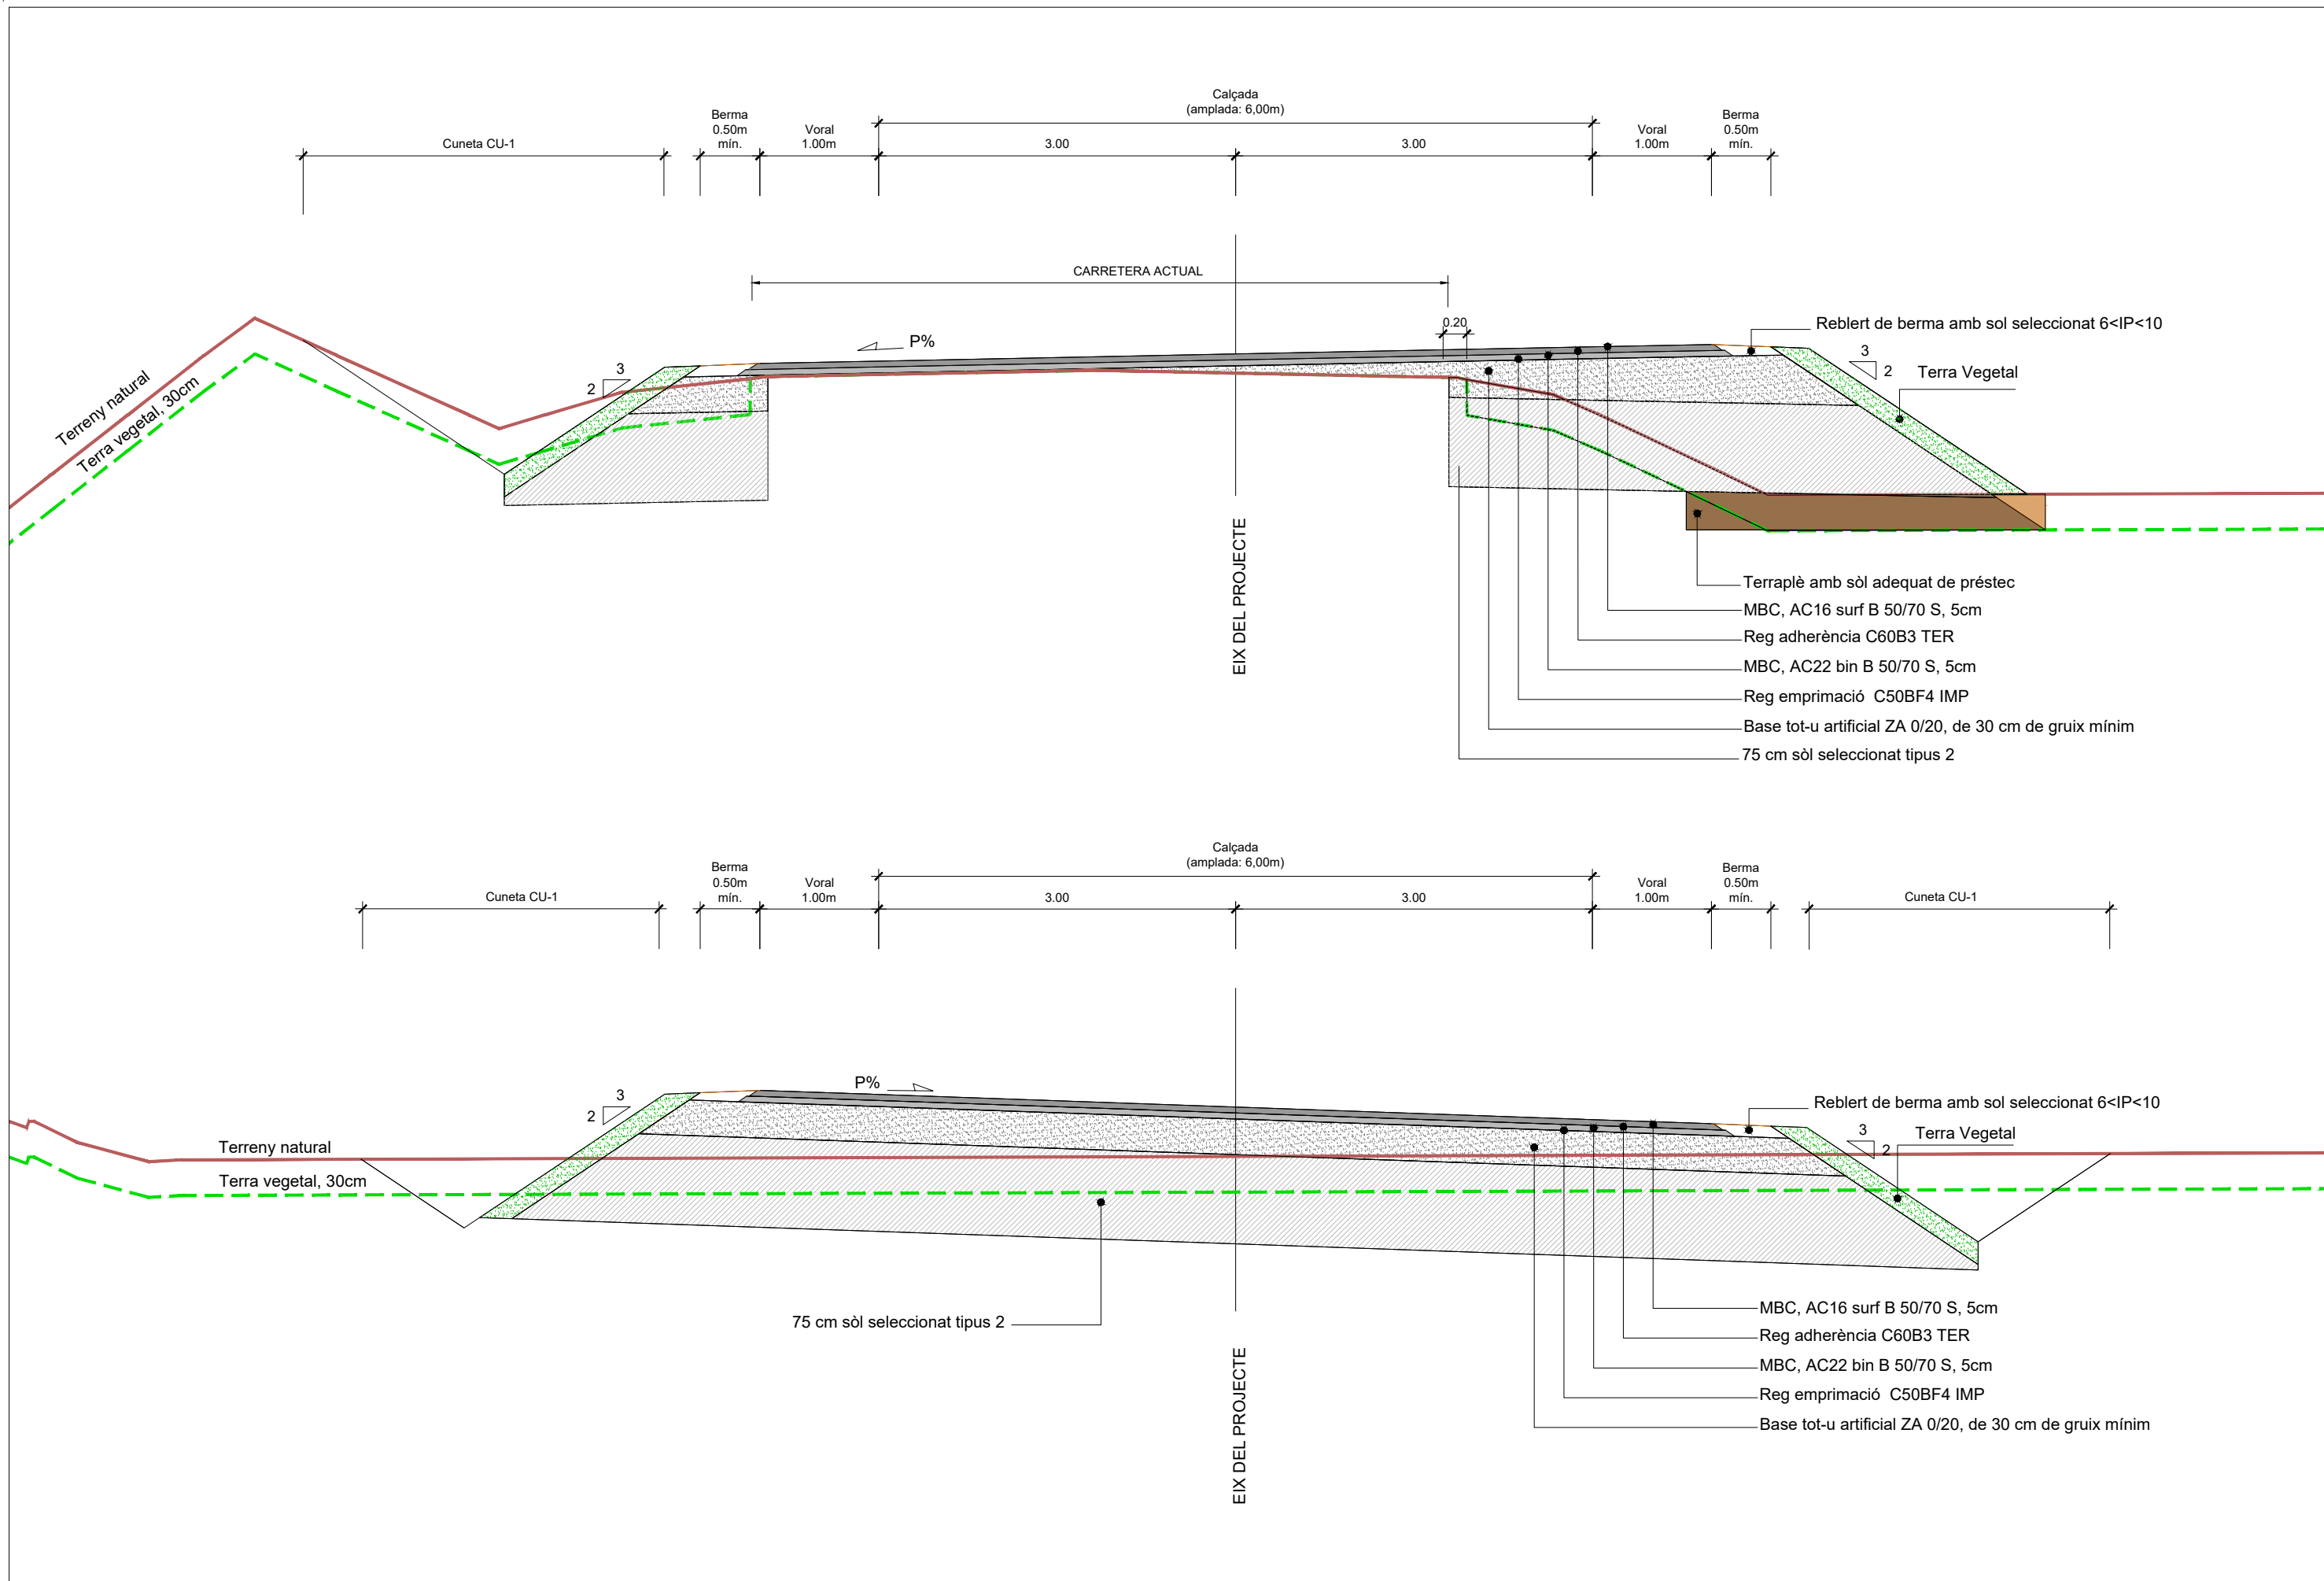 Calçada
(amplada: 6,00m)
Berma
0.50m
mín.
Voral
1.00m
Cuneta CU-1
3.00
3.00
Voral
1.00m
Berma
0.50m
mín.
CARRETERA ACTUAL
0.20
P%
Reblert de berma amb sol seleccionat 6<IP<10
3
2
3
2
Terra Vegetal
Terreny natural
Terra vegetal, 30cm
EIX DEL PROJECTE
Terraplè amb sòl adequat de préstec
MBC, AC16 surf B 50/70 S, 5cm
Reg adherència C60B3 TER
MBC, AC22 bin B 50/70 S, 5cm
Reg emprimació C50BF4 IMP
Base tot-u artificial ZA 0/20, de 30 cm de gruix mínim
75 cm sòl seleccionat tipus 2
Calçada
(amplada: 6,00m)
Berma
0.50m
mín.
Voral
1.00m
Cuneta CU-1
3.00
3.00
Voral
1.00m
Berma
0.50m
mín.
Cuneta CU-1
P%
3
2
Reblert de berma amb sol seleccionat 6<IP<10
3
2
Terra Vegetal
Terreny natural
Terra vegetal, 30cm
75 cm sòl seleccionat tipus 2
EIX DEL PROJECTE
MBC, AC16 surf B 50/70 S, 5cm
Reg adherència C60B3 TER
MBC, AC22 bin B 50/70 S, 5cm
Reg emprimació C50BF4 IMP
Base tot-u artificial ZA 0/20, de 30 cm de gruix mínim